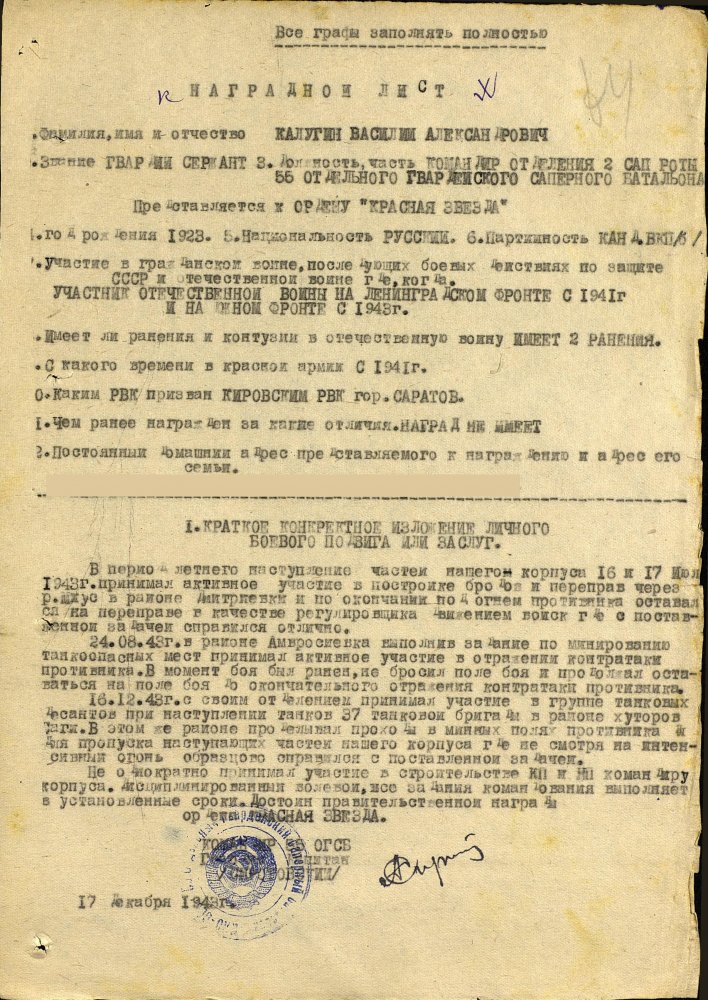 Все графы заполнять полностью
НАГРАДНОЙ ЛИСТ
.Фамилия,имя и отчество КАЛУГИН ВАСИЛИЙ АЛЕКСАНДРОВИЧ
.Звание ГВАРДИИ СЕРЖАНТ 3. Должность,часть КОМАНДИР ОТДЕЛЕНИЯ 2 САП РОТЫ
56 ОТДЕЛЬНОГО ГВАРДЕЙСКОГО САПЕРНОГО БАТАЛЬОНА
Представляется к ОРДЕНУ "КРАСНАЯ ЗВЕЗДА"
.год рождения 1923. 5.Национальность РУССКИЙ. 6.Партийность КАНД.ВКП/б/
.участие в гражданской войне,последующих боевых действиях по защите
СССР и отечественной войне где,когда.
УЧАСТНИК ОТЕЧЕСТВЕННОЙ ВОЙНЫ НА ЛЕНИНГРАДСКОМ ФРОНТЕ С 1941г
И НА ЮЖНОМ ФРОНТЕ С 1943г.
.Имеет ли ранения и контузии в отечественную войну ИМЕЕТ 2 РАНЕНИЯ.
.С какого времени в красной армии С 1941г.
0.Каким РВК призван КИРОВСКИМ РВК гор.САРАТОВ.
1.Чем ранее награжден за какие отличия.НАГРАД НЕ ИМЕЕТ
2.Постоянный домашний адрес представляемого к награждению и адрес его
семьи.
I.КРАТКОЕ КОНКРЕТНОЕ ИЗЛОЖЕНИЕ ЛИЧНОГО
БОЕВОГО ПОДВИГА ИЛИ ЗАСЛУГ.
В период летнего наступление частей нашего корпуса 16 и 17 Июл
1943г.принимал активное участие в постройке бродов и переправ через
р.МИУС в районе Дмитриевки и по окончании под огнем противника оставал
ся на переправе в качестве регулировщика движением войск где с постав-
ленной задачей справился отлично.
24.08.43г.в районе Амвросиевка выполнив задание по минированию
танкоопасных мест принимал активное участие в отражении контратаки
противника.В момент боя был ранен,не бросил поле боя и продолжал оста-
ваться на поле боя до окончательного отражения контратаки противника.
16.12.43г.с своим отделением принимал участие в группе танковых
десантов при наступлении танков 37 танковой бригады в районе хуторов
Гаги.В этом же районе проделывал проходы в минных полях противника
для пропуска наступающих частей нашего корпуса где не смотря на интен-
сивный огонь образцого справился с поставленной задачей.
Не однократно принимал участие в строительстве КП и НП командиру
корпуса. Дисциплинированный волевой,все задания командования выполняет
в установленные сроки.Достоин правительственной награды
ордена КРАСНАЯ ЗВЕЗДА.
КОМАНДИР 56 ОГСБ
17 декабря 1943г.